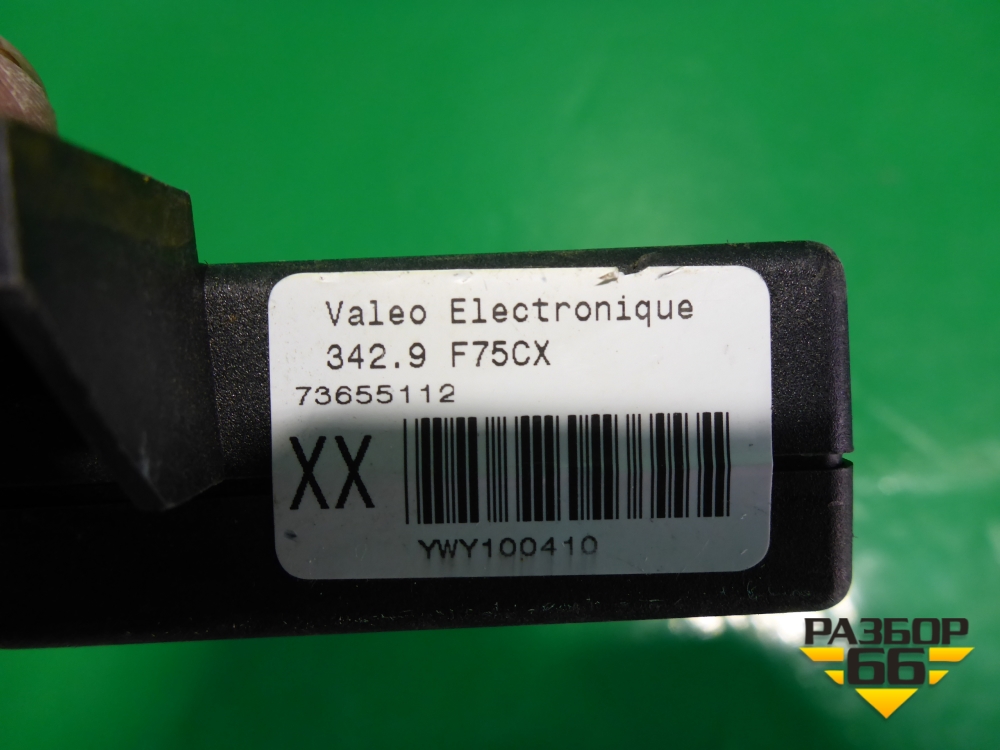 Valeo Electronique
342.9 F75CX
73655112
XX
YWY100410
РАЗБОР
66